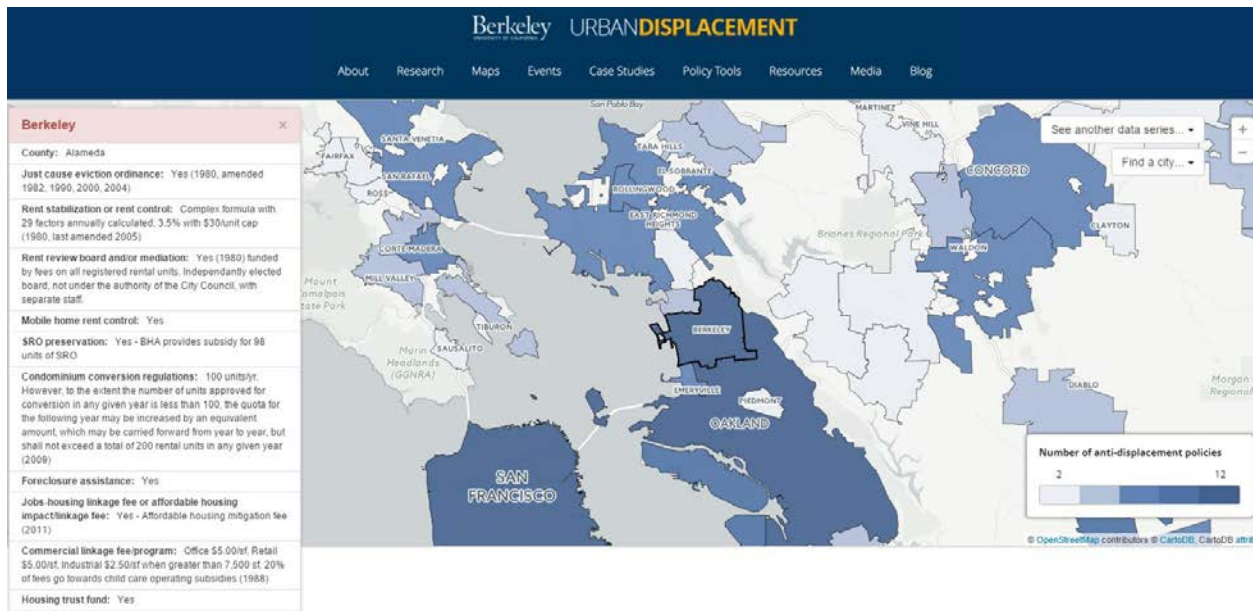 Berkeley URBANDISPLACEMENT
UNIVERSITY OF CALIFORNIA
About Research Maps Events Case Studies Policy Tools Resources Media Blog
Berkeley ×
County: Alameda
Just cause eviction ordinance: Yes (1980, amended
1982, 1990, 2000, 2004)
Rent stabilization or rent control: Complex formula with
29 factors annually calculated, 3.5% with $30/unit cap
(1980, last amended 2005)
Rent review board and/or mediation: Yes (1980) funded
by fees on all registered rental units. Independantly elected
board, not under the authority of the City Council, with
separate staff.
Mobile home rent control: Yes
SRO preservation: Yes - BHA provides subsidy for 98
units of SRO
Condominium conversion regulations: 100 units/yr.
However, to the extent the number of units approved for
conversion in any given year is less than 100, the quota for
the following year may be increased by an equivalent
amount, which may be carried forward from year to year, but
shall not exceed a total of 200 rental units in any given year
(2009)
Foreclosure assistance: Yes
Jobs-housing linkage fee or affordable housing
impact/linkage fee: Yes - Affordable housing mitigation fee
(2011)
Commercial linkage fee/program: Office $5.00/sf, Retail
$5.00/sf, Industrial $2.50/sf when greater than 7,500 sf. 20%
of fees go towards child care operating subsidies (1988)
Housing trust fund: Yes
San Pablo Bay
MARTINEZ
VINE HILL
SANTA VENETIA
FAIRFAX
TARA HILLS
SAN RAFAEL
EL SOBRANTE
ROSS
ROLLINGWOOD
CONCORD
EAST RICHMOND
HEIGHTS
CLAYTON
Briones Regional Park
CORTE MADERA
WALDON
MILL VALLEY
Mount
Tamalpais
State Park
TIBURON
BERKELEY
SAUSALITO
Marin
Headlands
(GGNRA)
EMERYVILLE
PIEDMONT
DIABLO
Morgan
Regional
OAKLAND
SAN
FRANCISCO
See another data series...
Find a city...
+
−
Number of anti-displacement policies
2 12
© OpenStreetMap contributors © CartoDB, CartoDB attri